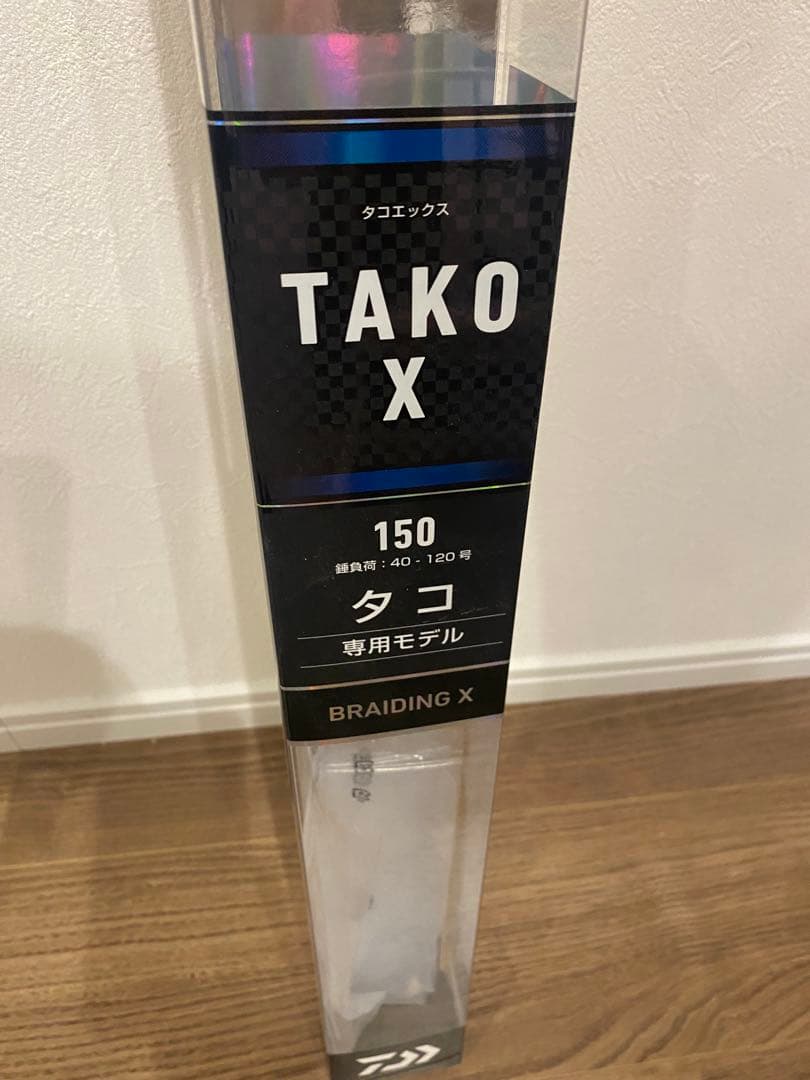 タコエックス
TAKO
X
150
錘負荷：40 - 120 号
タコ
専用モデル
BRAIDING X